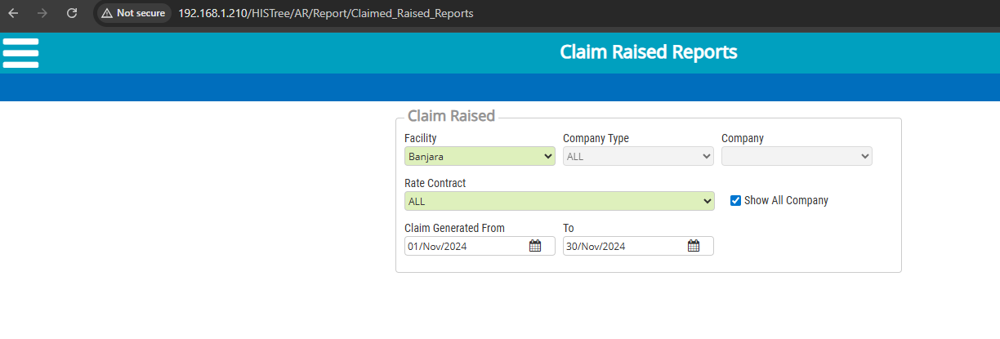 Not secure 192.168.1.210/HISTree/AR/Report/Claimed_Raised_Reports
Claim Raised Reports
Claim Raised
Facility Company Type Company
Banjara ALL
Rate Contract
ALL Show All Company
Claim Generated From To
01/Nov/2024 30/Nov/2024